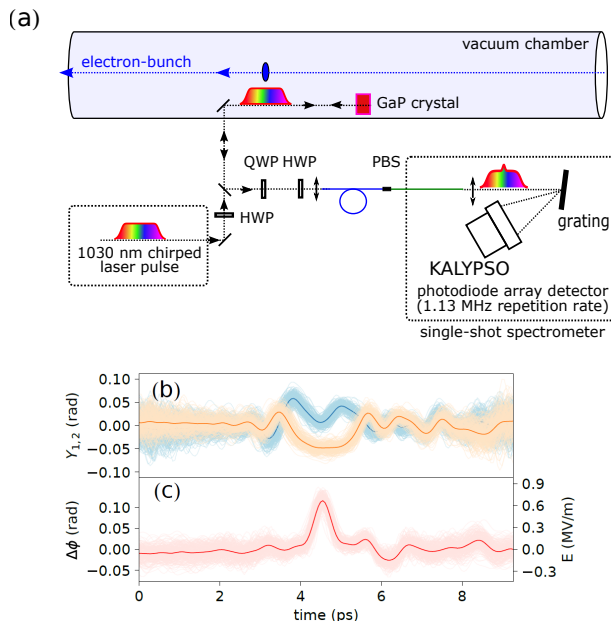 (a)
vacuum chamber
electron-bunch
GaP crystal
QWP HWP
PBS
HWP
grating
1030 nm chirped
laser pulse
KALYPSO
photodiode array detector
(1.13 MHz repetition rate)
single-shot spectrometer
(b)
0.10
0.05
0.00
−0.05
−0.10
Y1,2 (rad)
(c)
0.10
0.05
0.00
−0.05
Δϕ (rad)
0.9
0.6
0.3
0.0
−0.3
E (MV/m)
0 2 4 6 8
time (ps)